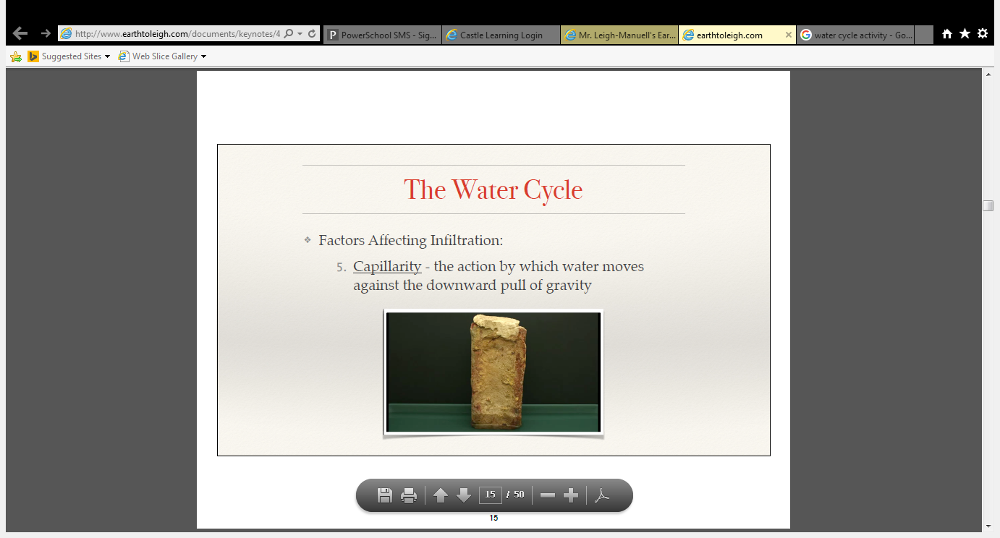 http://www.earthtoleigh.com/documents/keynotes/4
PowerSchool SMS - Sig...
Castle Learning Login
Mr. Leigh-Manuell's Ear...
earthtoleigh.com
water cycle activity - Go...
Suggested Sites
Web Slice Gallery
The Water Cycle
Factors Affecting Infiltration:
5. Capillarity - the action by which water moves
against the downward pull of gravity
15 / 50
15